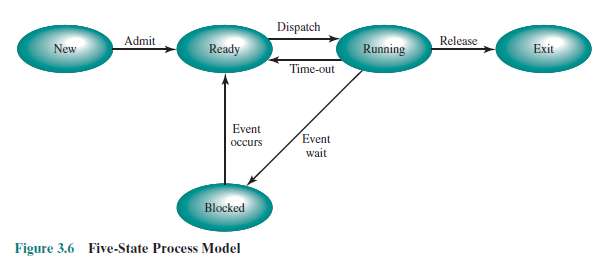 Dispatch
New
Admit
Ready
Running
Release
Exit
Time-out
Event
occurs
Event
wait
Blocked
Figure 3.6 Five-State Process Model